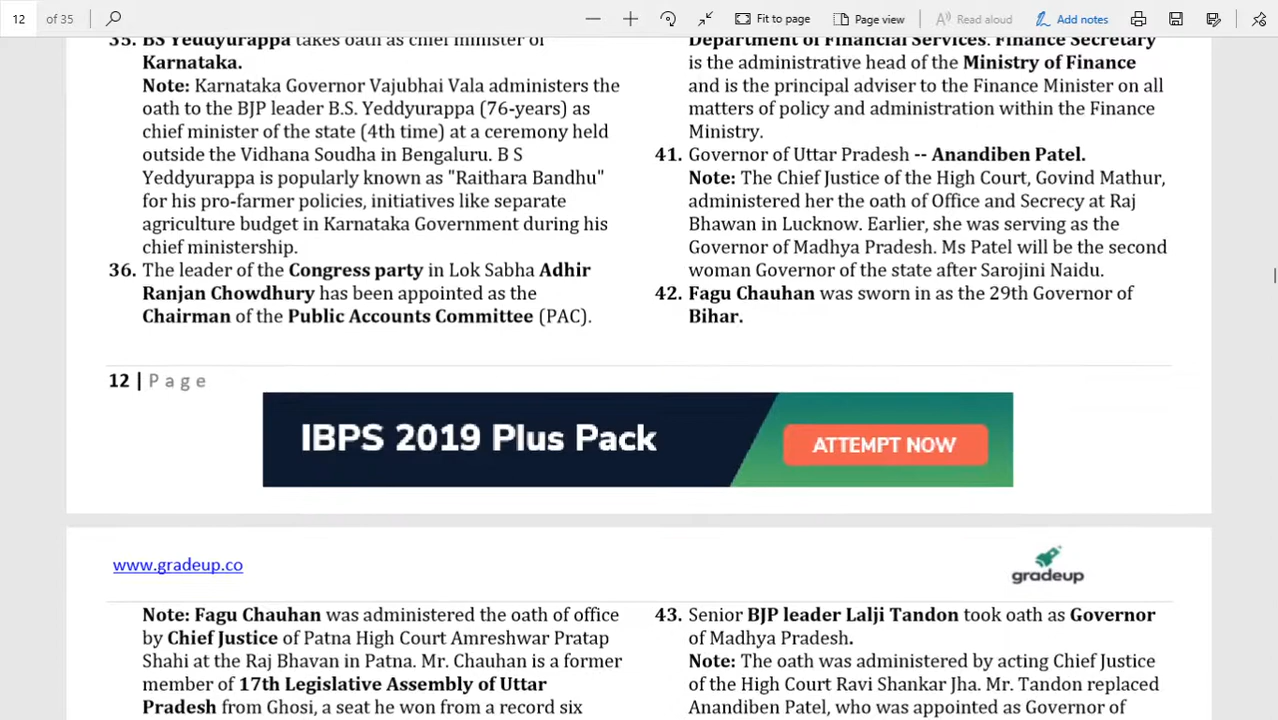 12 of 35
Fit to page
Page view
Read aloud
Add notes
35. BS Yeddyurappa takes oath as chief minister of
Karnataka.
Note: Karnataka Governor Vajubhai Vala administers the
oath to the BJP leader B.S. Yeddyurappa (76-years) as
chief minister of the state (4th time) at a ceremony held
outside the Vidhana Soudha in Bengaluru. B S
Yeddyurappa is popularly known as "Raithara Bandhu"
for his pro-farmer policies, initiatives like separate
agriculture budget in Karnataka Government during his
chief ministership.
36. The leader of the Congress party in Lok Sabha Adhir
Ranjan Chowdhury has been appointed as the
Chairman of the Public Accounts Committee (PAC).
Department of Financial Services. Finance Secretary
is the administrative head of the Ministry of Finance
and is the principal adviser to the Finance Minister on all
matters of policy and administration within the Finance
Ministry.
41. Governor of Uttar Pradesh -- Anandiben Patel.
Note: The Chief Justice of the High Court, Govind Mathur,
administered her the oath of Office and Secrecy at Raj
Bhawan in Lucknow. Earlier, she was serving as the
Governor of Madhya Pradesh. Ms Patel will be the second
woman Governor of the state after Sarojini Naidu.
42. Fagu Chauhan was sworn in as the 29th Governor of
Bihar.
12 | Page
IBPS 2019 Plus Pack
ATTEMPT NOW
www.gradeup.co
gradeup
Note: Fagu Chauhan was administered the oath of office
by Chief Justice of Patna High Court Amreshwar Pratap
Shahi at the Raj Bhavan in Patna. Mr. Chauhan is a former
member of 17th Legislative Assembly of Uttar
Pradesh from Ghosi, a seat he won from a record six
43. Senior BJP leader Lalji Tandon took oath as Governor
of Madhya Pradesh.
Note: The oath was administered by acting Chief Justice
of the High Court Ravi Shankar Jha. Mr. Tandon replaced
Anandiben Patel, who was appointed as Governor of